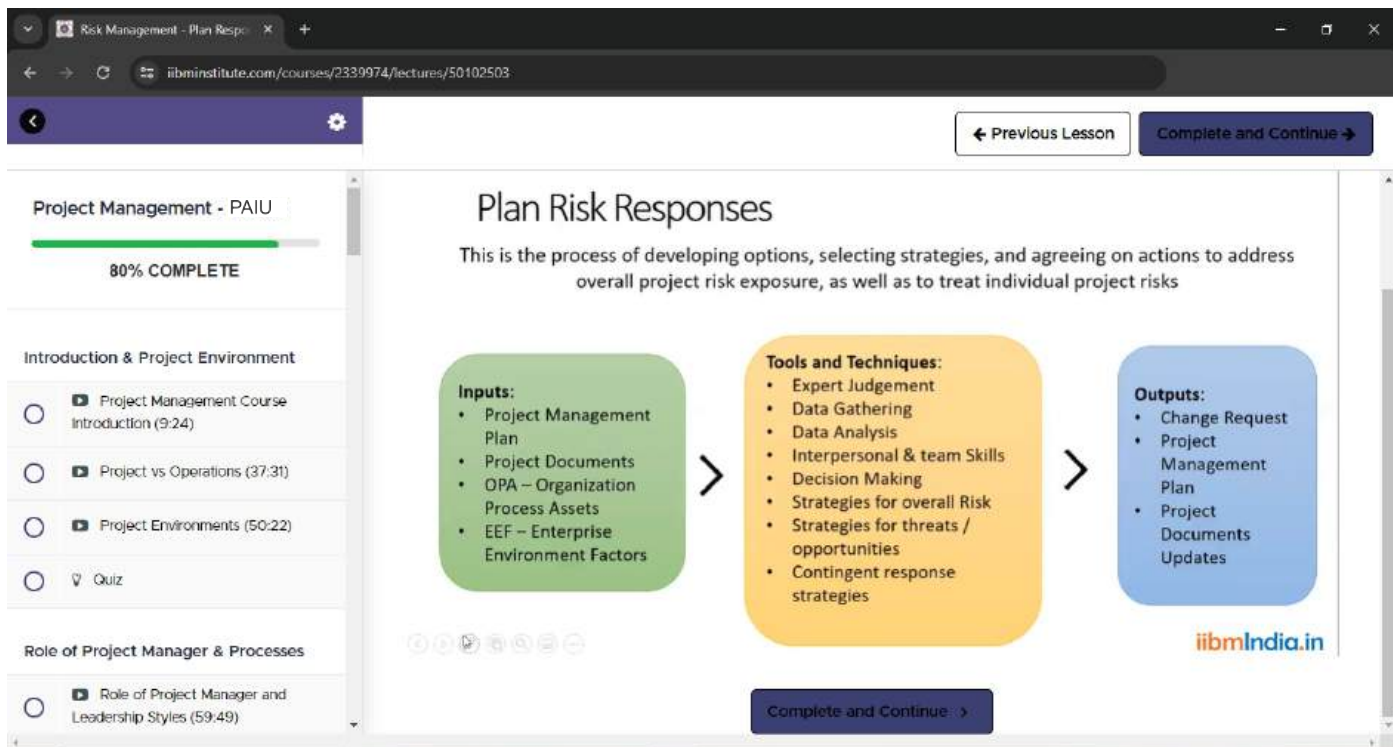 Risk Management - Plan Respo
iibminstitute.com/courses/2339974/lectures/50102503
← Previous Lesson
Complete and Continue →
Project Management - PAIU
80% COMPLETE
Introduction & Project Environment
Project Management Course
Introduction (9:24)
Project vs Operations (37:31)
Project Environments (50:22)
Quiz
Role of Project Manager & Processes
Role of Project Manager and
Leadership Styles (59:49)
Plan Risk Responses
This is the process of developing options, selecting strategies, and agreeing on actions to address
overall project risk exposure, as well as to treat individual project risks
Inputs:
• Project Management
Plan
• Project Documents
• OPA – Organization
Process Assets
• EEF – Enterprise
Environment Factors
Tools and Techniques:
• Expert Judgement
• Data Gathering
• Data Analysis
• Interpersonal & team Skills
• Decision Making
• Strategies for overall Risk
• Strategies for threats /
opportunities
• Contingent response
strategies
Outputs:
• Change Request
• Project
Management
Plan
• Project
Documents
Updates
iibmIndia.in
Complete and Continue >